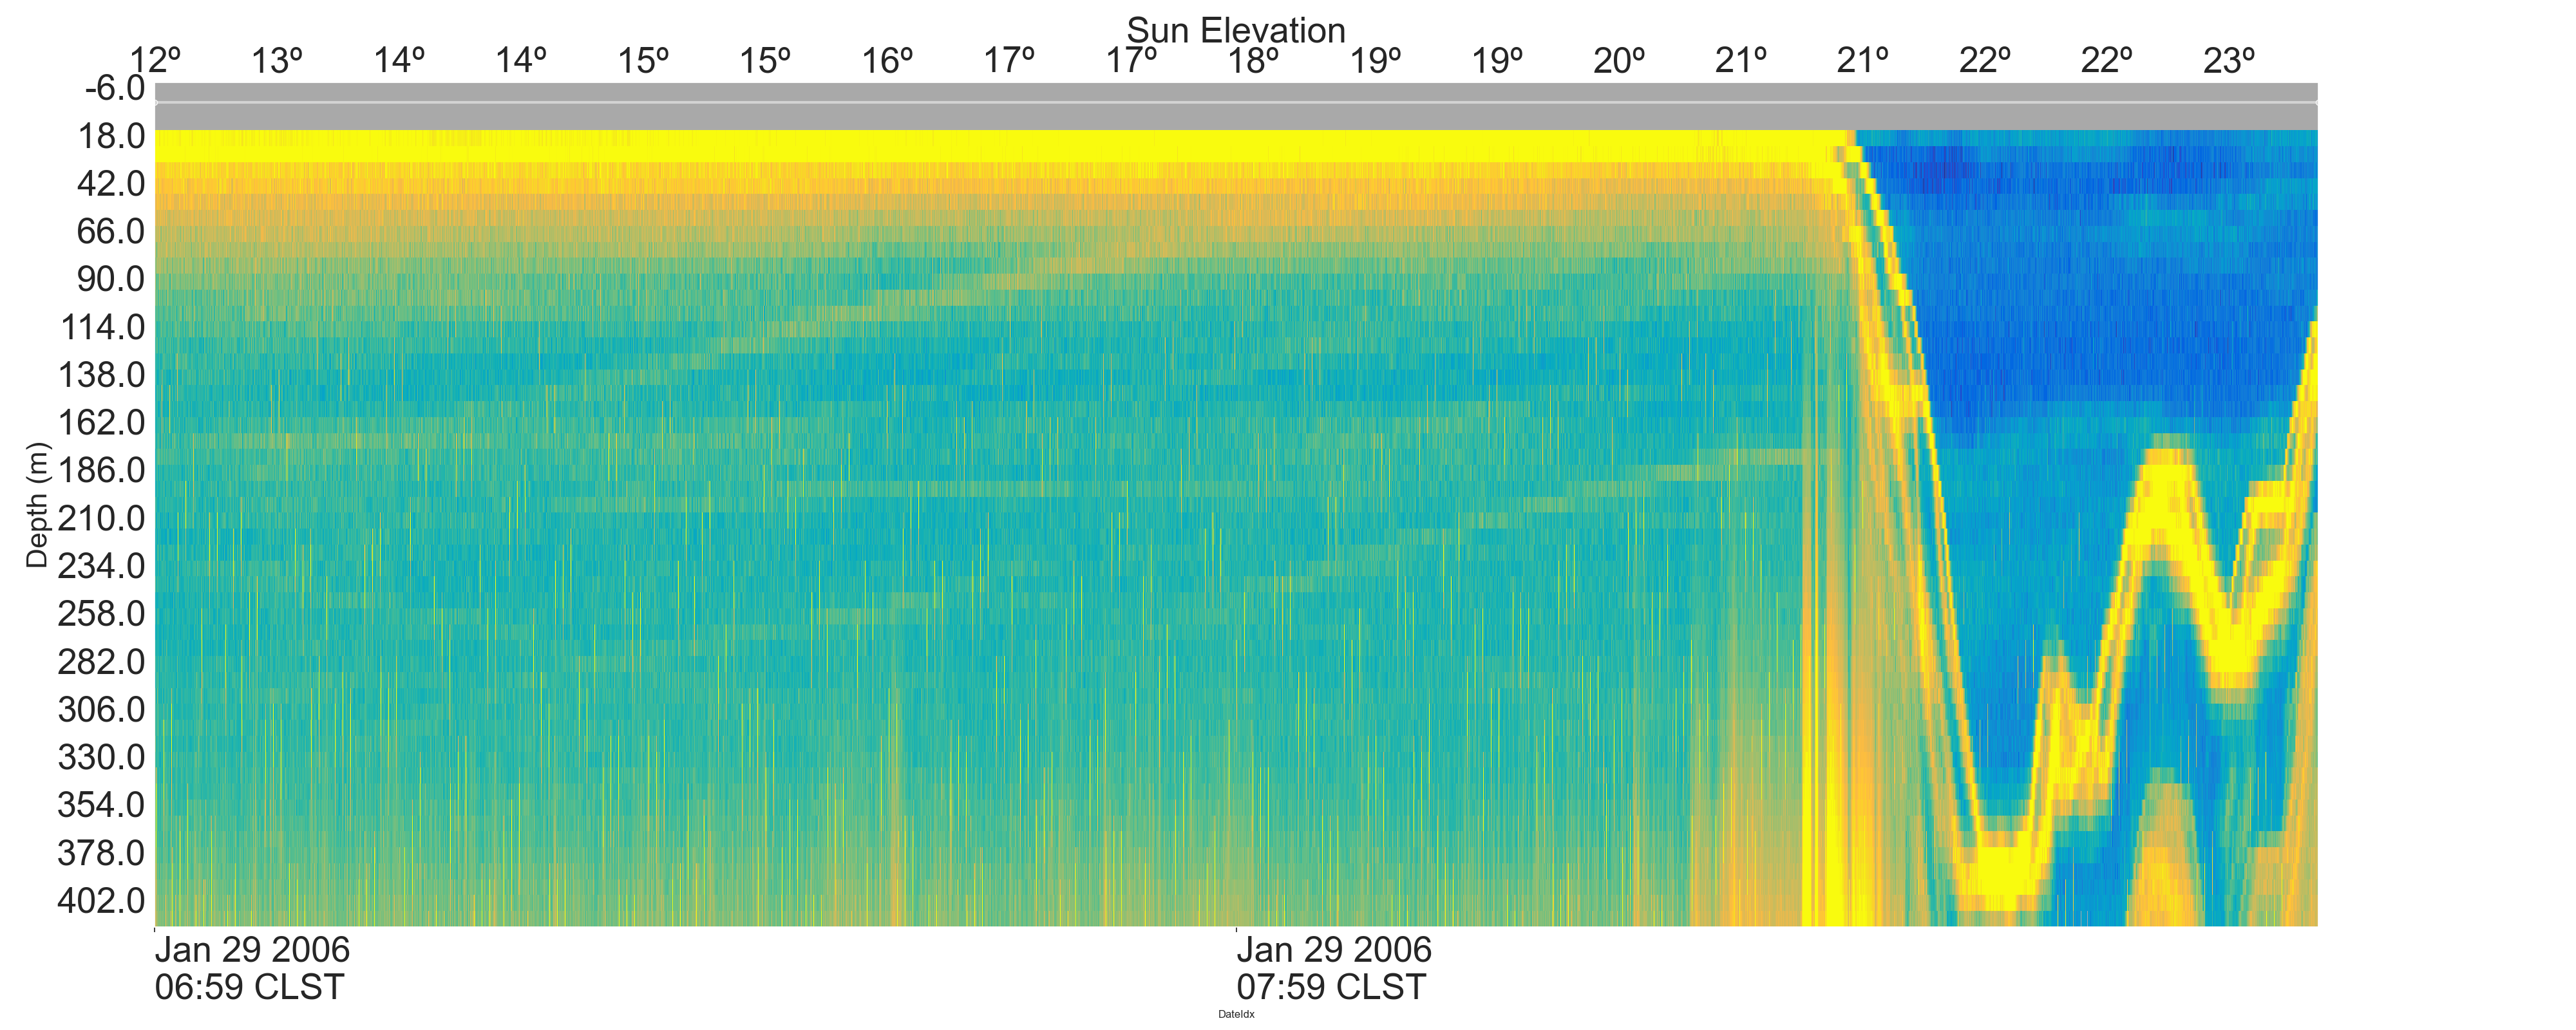 Sun Elevation
12º 13º 14º 14º 15º 15º 16º 17º 17º 18º 19º 19º 20º 21º 21º 22º 22º 23º
-6.0
18.0
42.0
66.0
90.0
114.0
138.0
162.0
186.0
210.0
234.0
258.0
282.0
306.0
330.0
354.0
378.0
402.0
Depth (m)
Jan 29 2006
06:59 CLST
Jan 29 2006
07:59 CLST
DateIdx